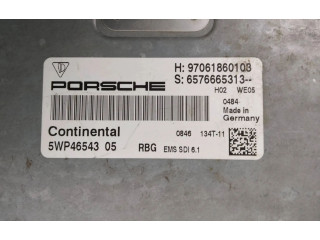 H: 97061860108
PORSCHE
S: 6576665313--
H02 WE05
0484
Made in
Germany
Continental
0846 134T-11
5WP46543 05 RBG EMS SDI 6.1